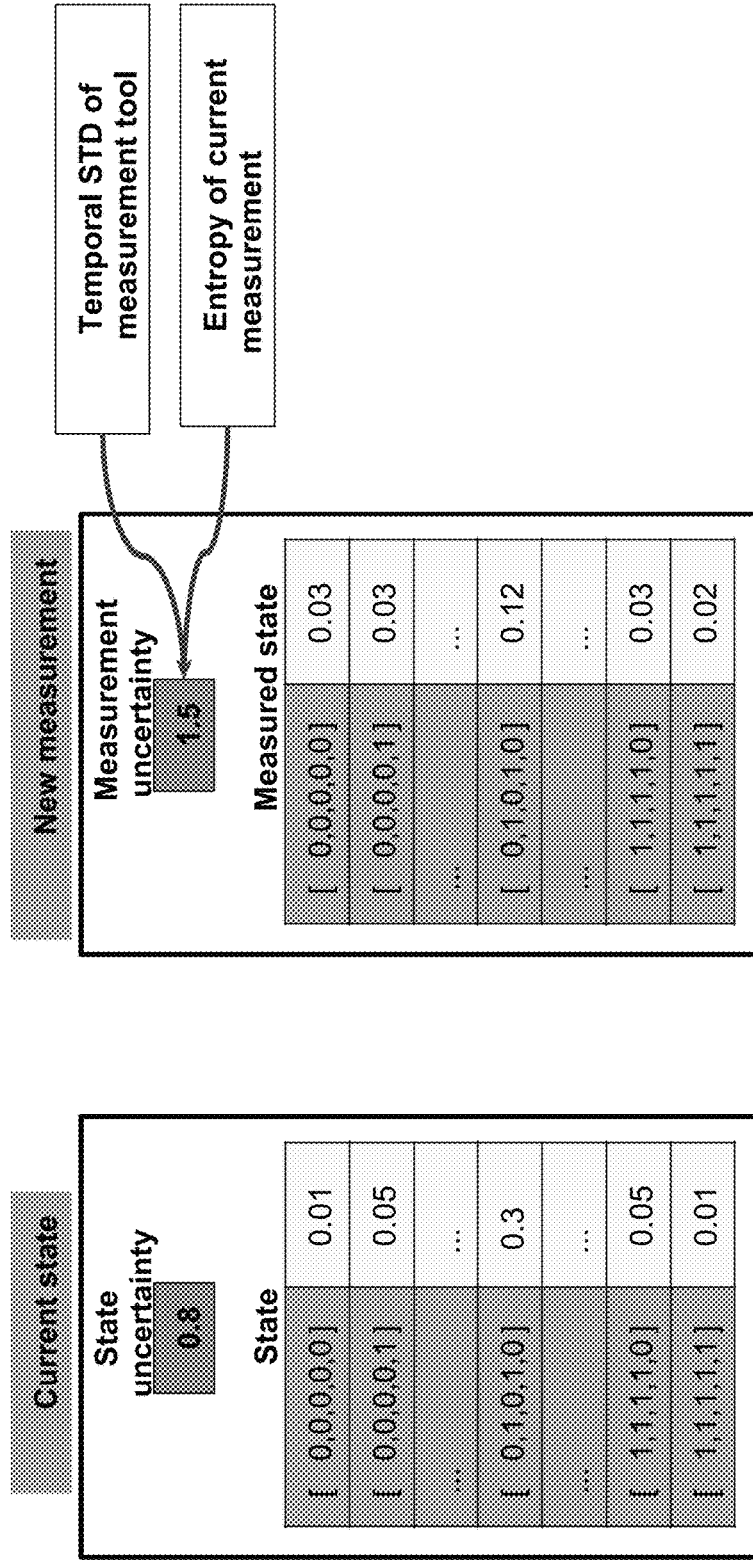 Current state
State
uncertainty
0.8
State
[ 0,0,0,0,0] 0.01
[ 0,0,0,0,1] 0.05
... ...
[ 0,1,0,1,0] 0.3
... ...
[ 1,1,1,1,0] 0.05
[ 1,1,1,1,1] 0.01
New measurement
Measurement
uncertainty
1.5
Measured state
[ 0,0,0,0,0] 0.03
[ 0,0,0,0,1] 0.03
... ...
[ 0,1,0,1,0] 0.12
... ...
[ 1,1,1,1,0] 0.03
[ 1,1,1,1,1] 0.02
Temporal STD of
measurement tool
Entropy of current
measurement